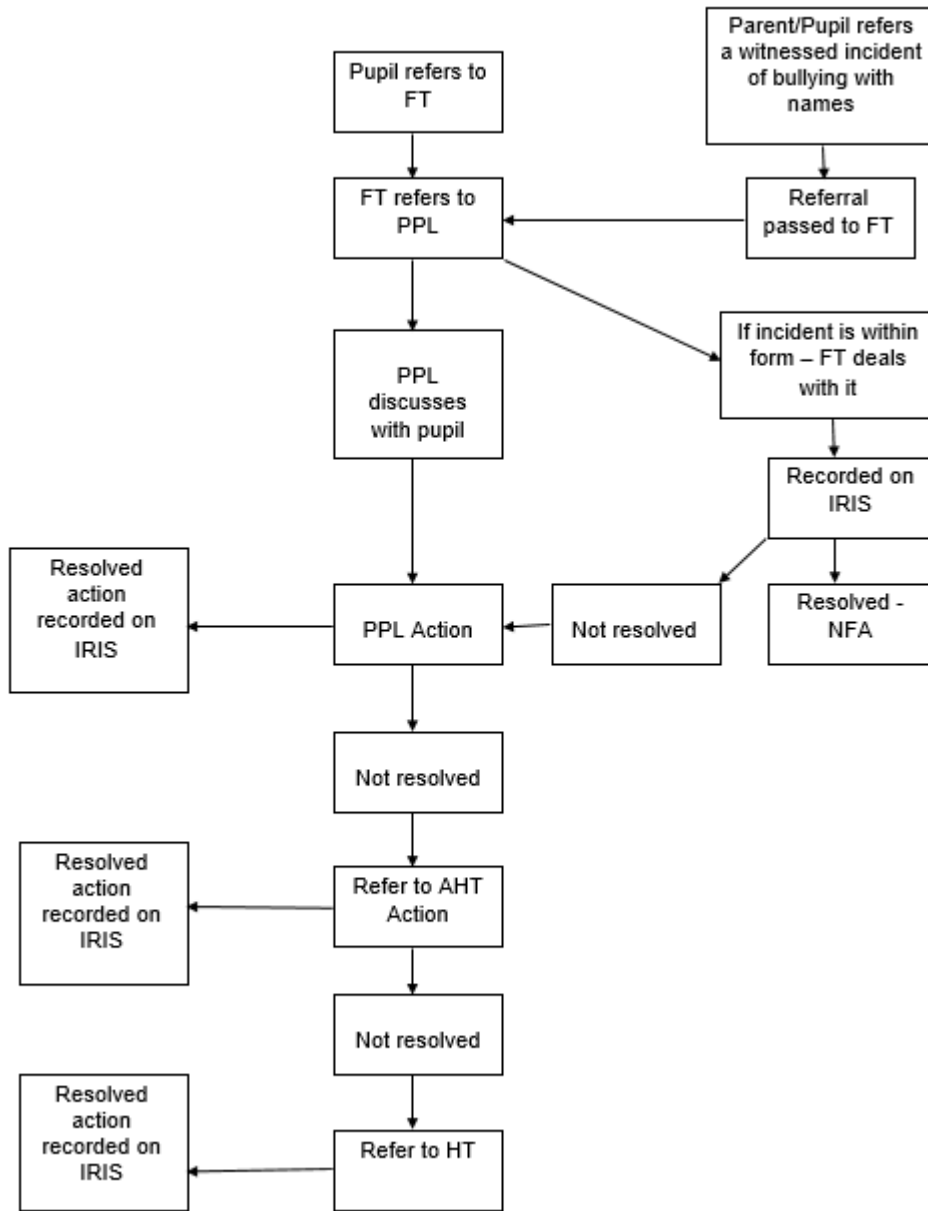 Parent/Pupil refers
a witnessed incident
of bullying with
names
Pupil refers to
FT
FT refers to
PPL
Referral
passed to FT
If incident is within
form – FT deals
with it
PPL
discusses
with pupil
Recorded on
IRIS
Resolved
action
recorded on
IRIS
PPL Action
Not resolved
Resolved -
NFA
Not resolved
Resolved
action
recorded on
IRIS
Refer to AHT
Action
Not resolved
Resolved
action
recorded on
IRIS
Refer to HT